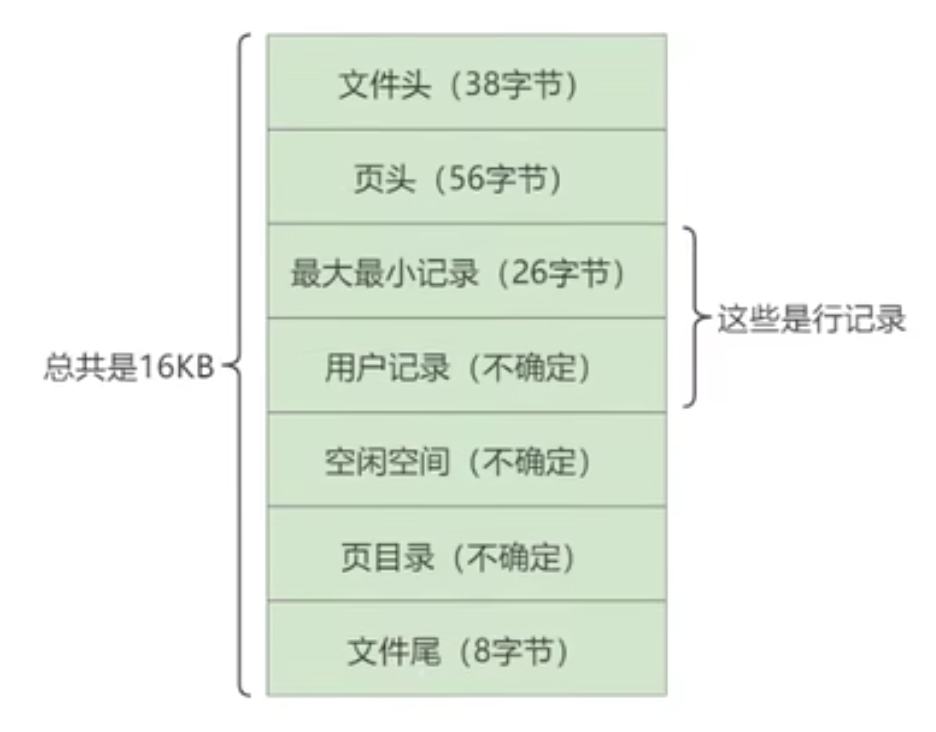 文件头（38字节）
页头（56字节）
最大最小记录（26字节）
这些是行记录
总共是16KB
用户记录（不确定）
空闲空间（不确定）
页目录（不确定）
文件尾（8字节）